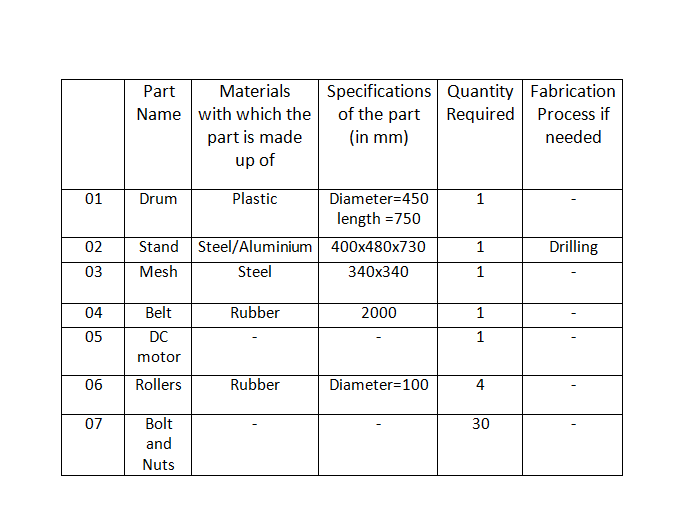 Part Name Materials with which the part is made up of Specifications of the part (in mm) Quantity Required Fabrication Process if needed
01 Drum Plastic Diameter=450 length =750 1 -
02 Stand Steel/Aluminium 400x480x730 1 Drilling
03 Mesh Steel 340x340 1 -
04 Belt Rubber 2000 1 -
05 DC motor - - 1 -
06 Rollers Rubber Diameter=100 4 -
07 Bolt and Nuts - - 30 -